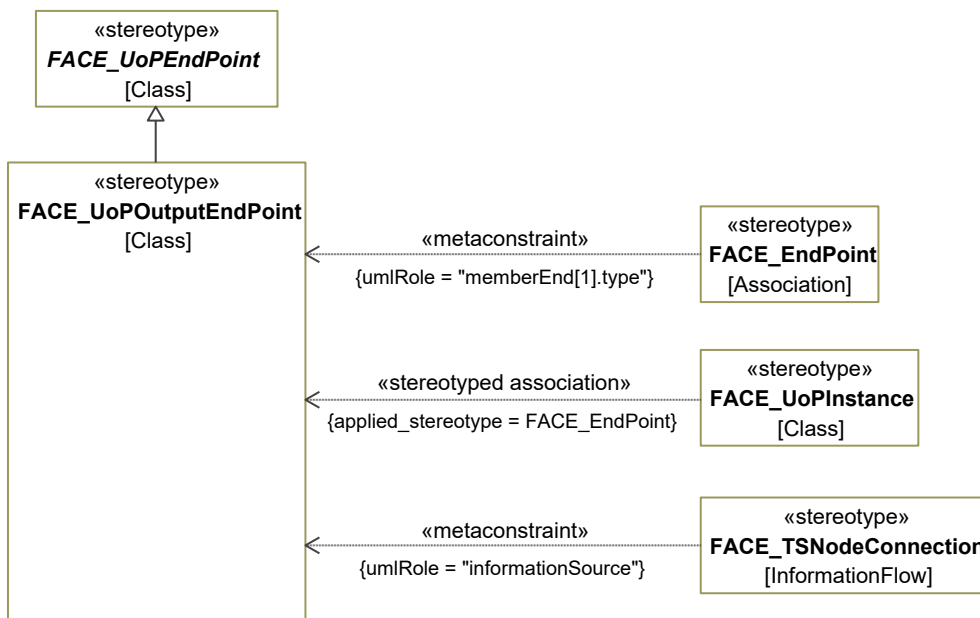 «stereotype»
FACE_UoPEndPoint
[Class]
«stereotype»
FACE_UoPOutputEndPoint
[Class]
«metaconstraint»
{umlRole = "memberEnd[1].type"}
«stereotype»
FACE_EndPoint
[Association]
«stereotyped association»
{applied_stereotype = FACE_EndPoint}
«stereotype»
FACE_UoPInstance
[Class]
«metaconstraint»
{umlRole = "informationSource"}
«stereotype»
FACE_TSNodeConnection
[InformationFlow]